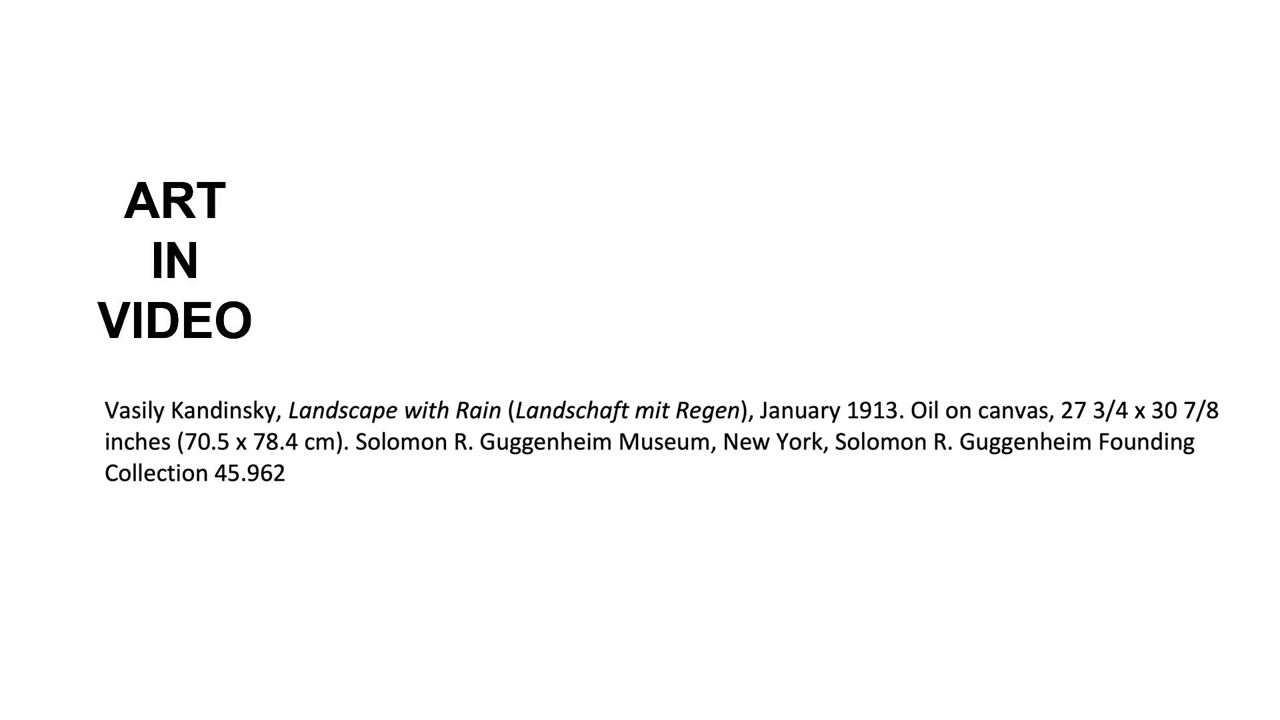 ART
IN
VIDEO
Vasily Kandinsky, Landscape with Rain (Landschaft mit Regen), January 1913. Oil on canvas, 27 3/4 x 30 7/8
inches (70.5 x 78.4 cm). Solomon R. Guggenheim Museum, New York, Solomon R. Guggenheim Founding
Collection 45.962